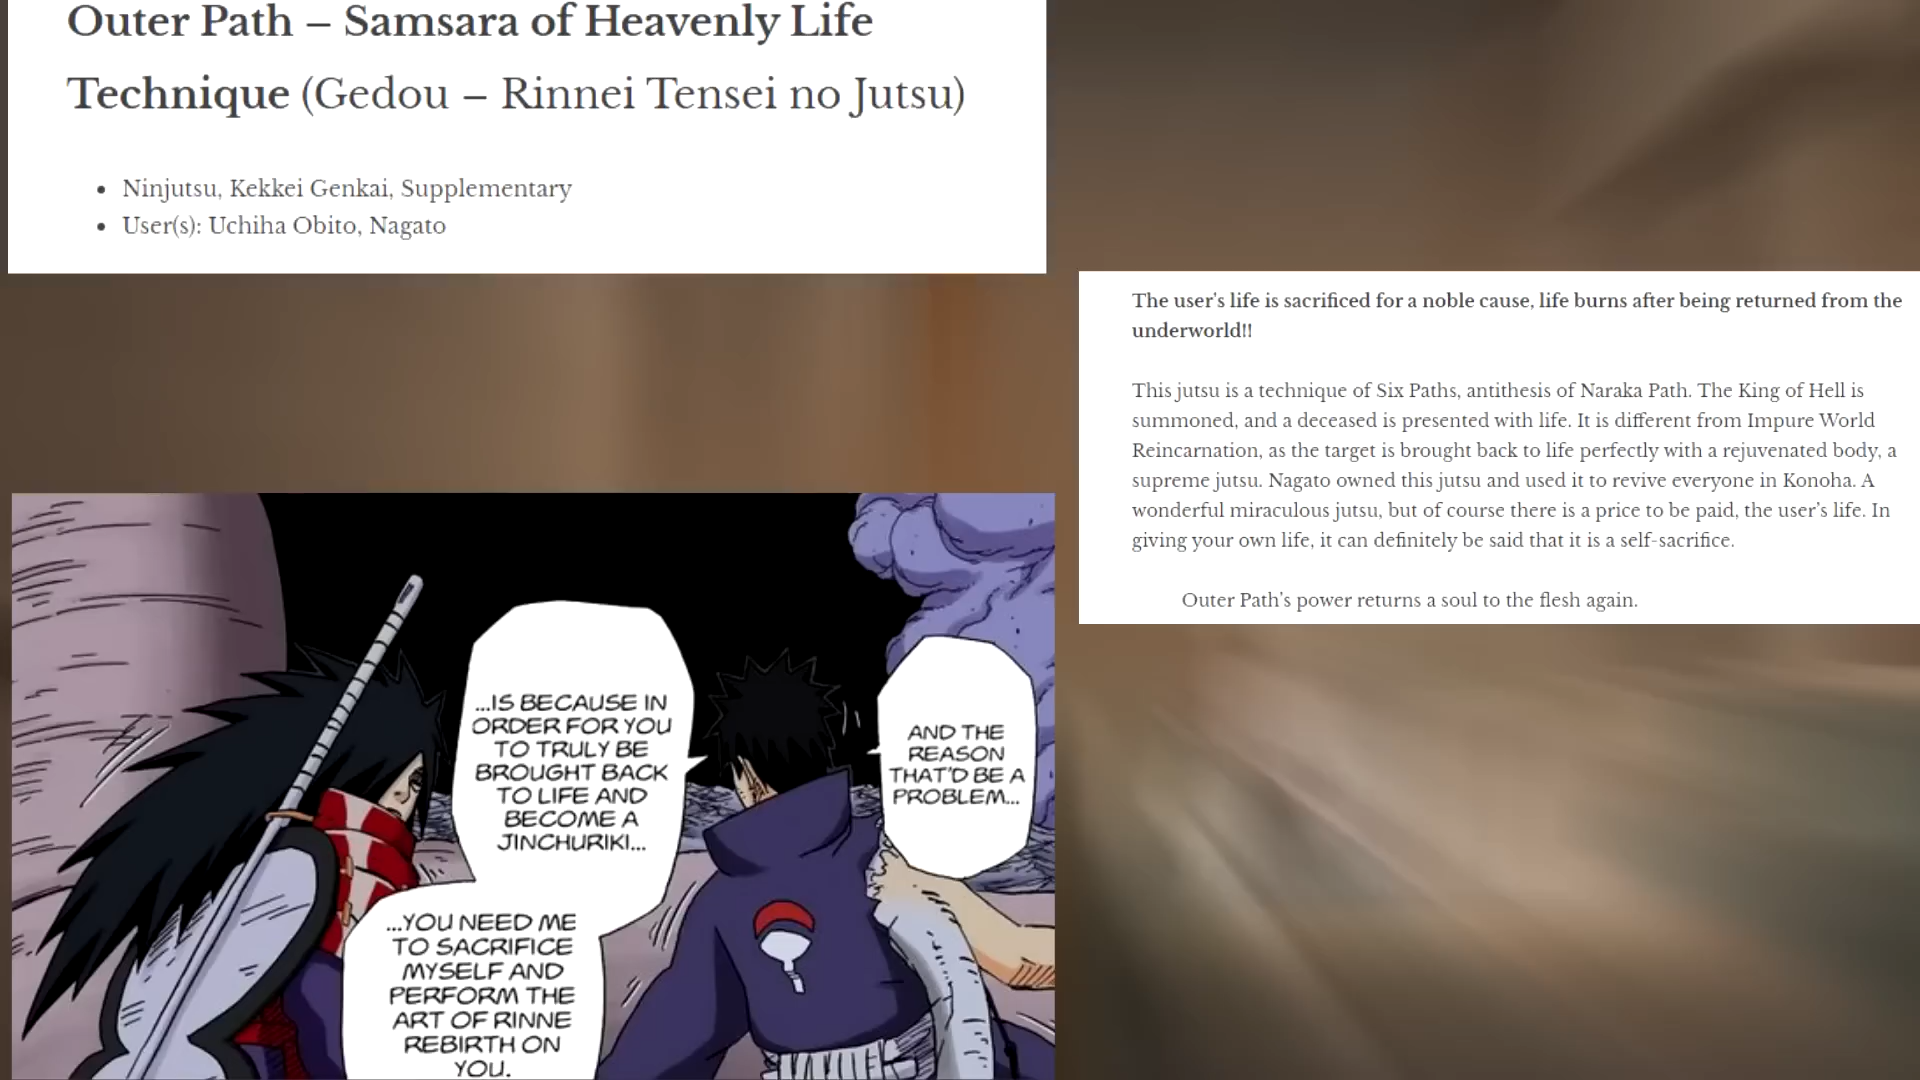 Outer Path – Samsara of Heavenly Life
Technique (Gedou – Rinnei Tensei no Jutsu)
• Ninjutsu, Kekkei Genkai, Supplementary
• User(s): Uchiha Obito, Nagato
The user's life is sacrificed for a noble cause, life burns after being returned from the
underworld!!
This jutsu is a technique of Six Paths, antithesis of Naraka Path. The King of Hell is
summoned, and a deceased is presented with life. It is different from Impure World
Reincarnation, as the target is brought back to life perfectly with a rejuvenated body, a
supreme jutsu. Nagato owned this jutsu and used it to revive everyone in Konoha. A
wonderful miraculous jutsu, but of course there is a price to be paid, the user's life. In
giving your own life, it can definitely be said that it is a self-sacrifice.
Outer Path's power returns a soul to the flesh again.
AND THE
REASON
THAT'D BE A
PROBLEM...
...IS BECAUSE IN
ORDER FOR YOU
TO TRULY BE
BROUGHT BACK
TO LIFE AND
BECOME A
JINCHURIKI...
...YOU NEED ME
TO SACRIFICE
MYSELF AND
PERFORM THE
ART OF RINNE
REBIRTH ON
YOU.